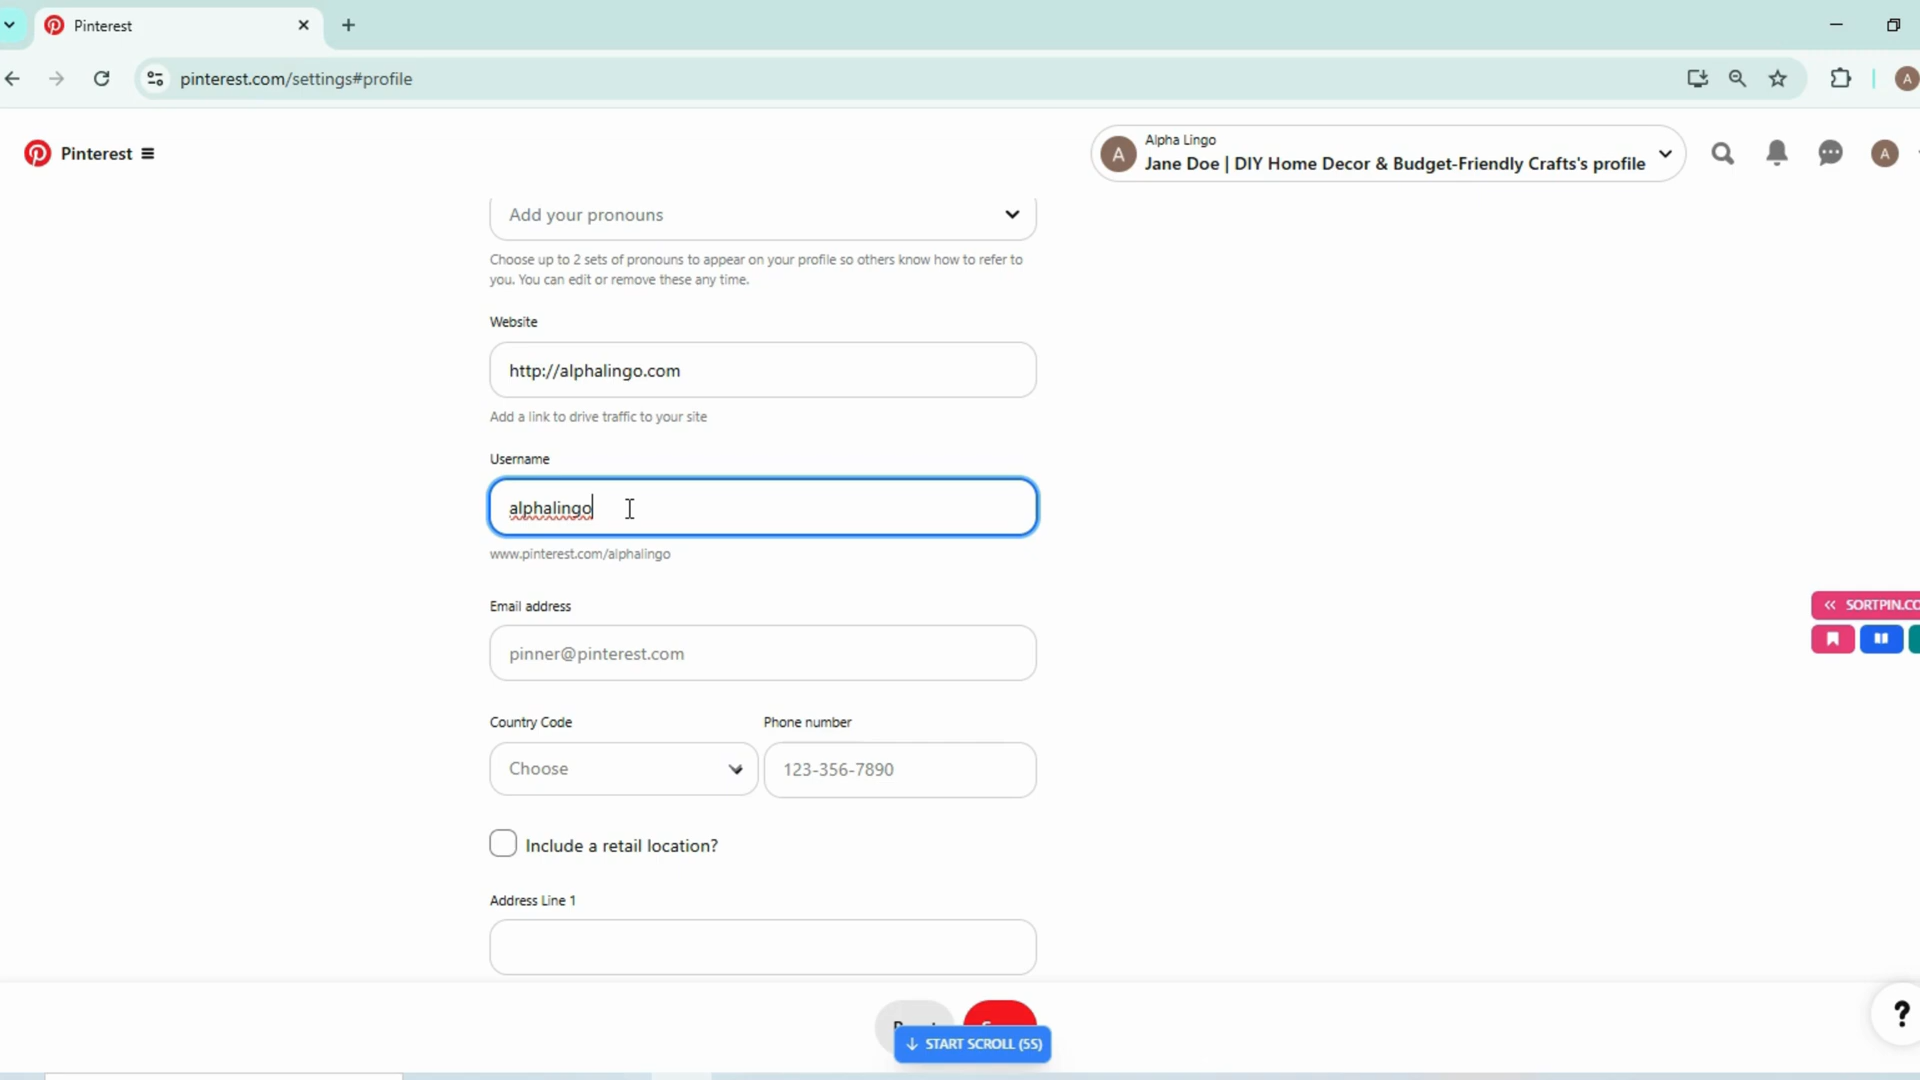 Pinterest
pinterest.com/settings#profile
A
Pinterest
A
Alpha Lingo
Jane Doe | DIY Home Decor & Budget-Friendly Crafts's profile
A
Add your pronouns
Choose up to 2 sets of pronouns to appear on your profile so others know how to refer to
you. You can edit or remove these any time.
Website
http://alphalingo.com
Add a link to drive traffic to your site
Username
alphalingo
www.pinterest.com/alphalingo
Email address
pinner@pinterest.com
SORTPIN.CO
Country Code
Phone number
Choose
123-356-7890
Include a retail location?
Address Line 1
START SCROLL (55)
?